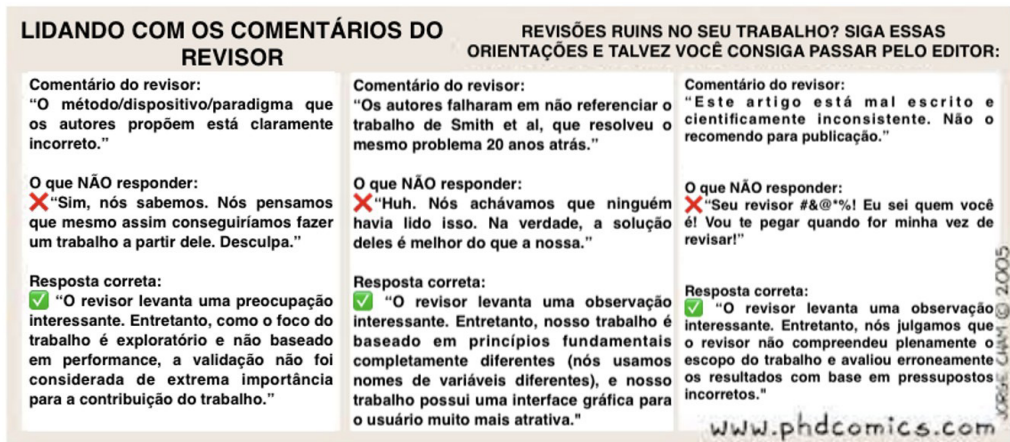 LIDANDO COM OS COMENTÁRIOS DO
REVISOR
REVISÕES RUINS NO SEU TRABALHO? SIGA ESSAS
ORIENTAÇÕES E TALVEZ VOCÊ CONSIGA PASSAR PELO EDITOR:
Comentário do revisor:
“O método/dispositivo/paradigma que
os autores propõem está claramente
incorreto.”
O que NÃO responder:
❌“Sim, nós sabemos. Nós pensamos
que mesmo assim conseguiríamos fazer
um trabalho a partir dele. Desculpa.”
Resposta correta:
✅ “O revisor levanta uma preocupação
interessante. Entretanto, como o foco do
trabalho é exploratório e não baseado
em performance, a validação não foi
considerada de extrema importância
para a contribuição do trabalho.”
Comentário do revisor:
“Os autores falharam em não referenciar o
trabalho de Smith et al, que resolveu o
mesmo problema 20 anos atrás.”
O que NÃO responder:
❌“Huh. Nós achávamos que ninguém
havia lido isso. Na verdade, a solução
deles é melhor do que a nossa.”
Resposta correta:
✅ “O revisor levanta uma observação
interessante. Entretanto, nosso trabalho é
baseado em princípios fundamentais
completamente diferentes (nós usamos
nomes de variáveis diferentes), e nosso
trabalho possui uma interface gráfica para
o usuário muito mais atrativa."
Comentário do revisor:
“Este artigo está mal escrito e
cientificamente inconsistente. Não o
recomendo para publicação.”
O que NÃO responder:
❌“Seu revisor #&@*%! Eu sei quem você
é! Vou te pegar quando for minha vez de
revisar!”
Resposta correta:
✅ “O revisor levanta uma observação
interessante. Entretanto, nós julgamos que
o revisor não compreendeu plenamente o
escopo do trabalho e avaliou erroneamente
os resultados com base em pressupostos
incorretos."
JORGE CHAM © 2005
www.phdcomics.com